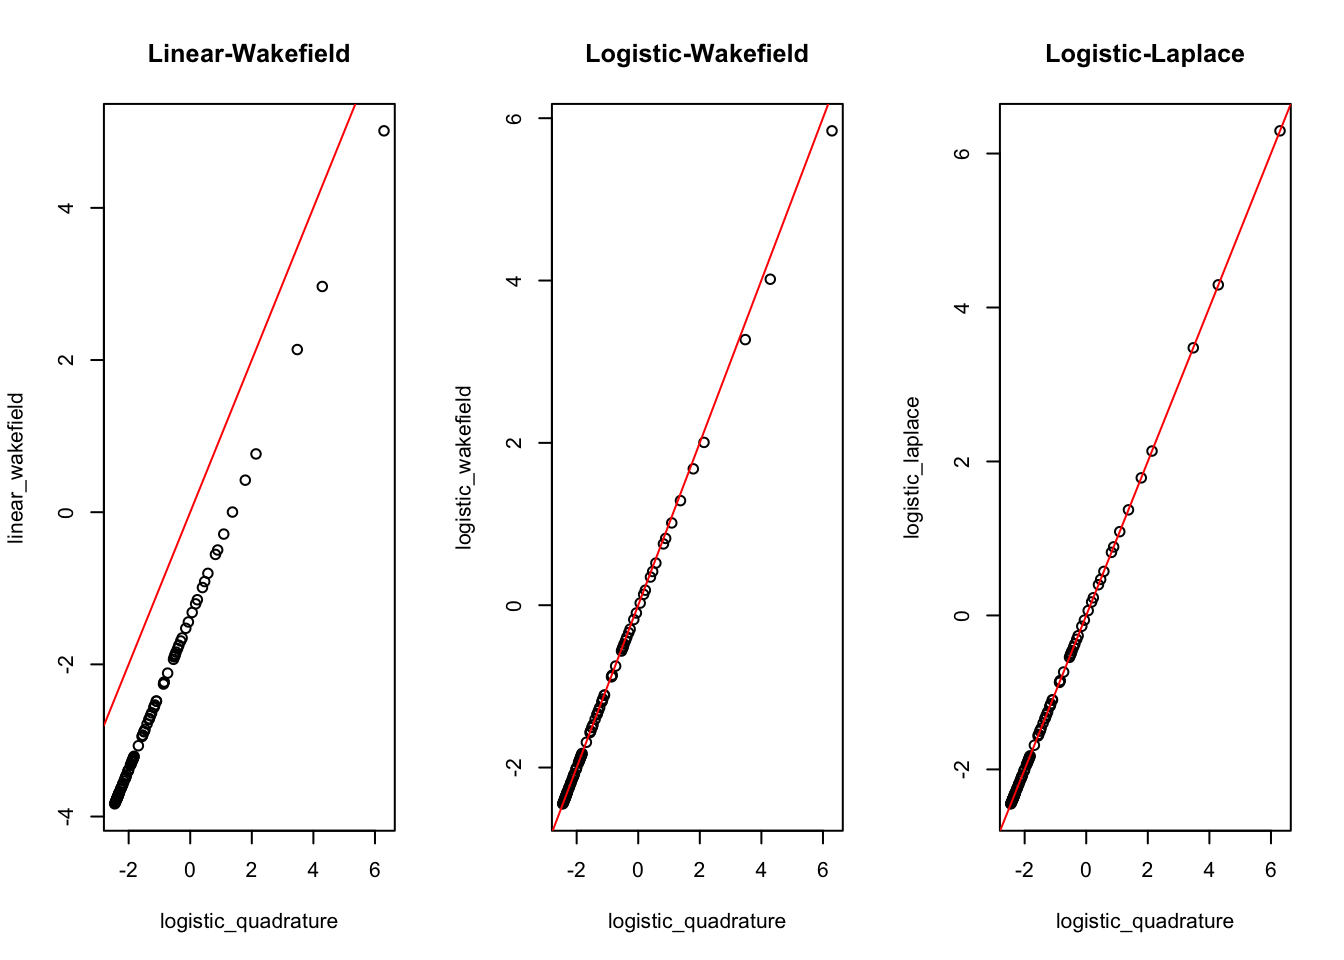 Linear-Wakefield
linear_wakefield
4
2
0
-2
-4
-2 0 2 4 6
logistic_quadrature
Logistic-Wakefield
logistic_wakefield
6
4
2
0
-2
-2 0 2 4 6
logistic_quadrature
Logistic-Laplace
logistic_laplace
6
4
2
0
-2
-2 0 2 4 6
logistic_quadrature